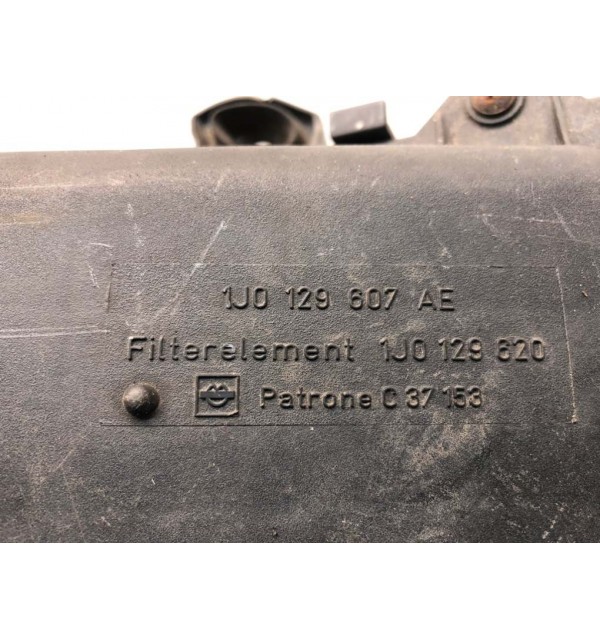 1J0 129 607 AE
Filterelement 1J0 129 620
Patrone C 37 153